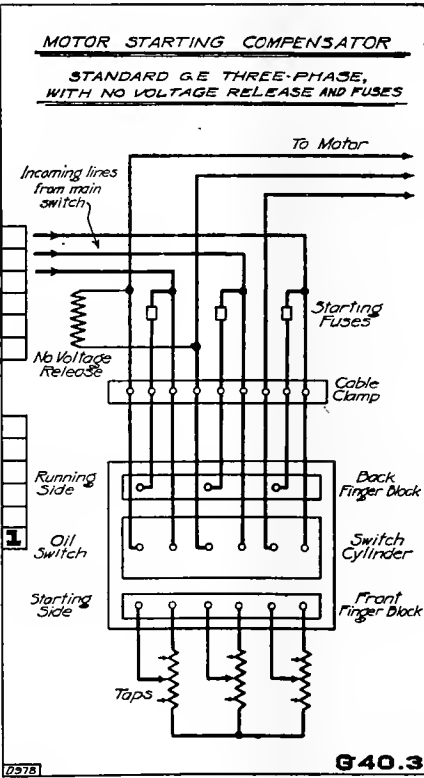 MOTOR STARTING COMPENSATOR
STANDARD G.E THREE-PHASE,
WITH NO VOLTAGE RELEASE AND FUSES
To Motor
Incoming lines
from main
switch
Starting
Fuses
No Voltage
Release
Cable
Clamp
Running
Side
Back
Finger Block
1
Oil
Switch
Switch
Cylinder
Starting
Side
Front
Finger Block
Taps
D978
G40.3